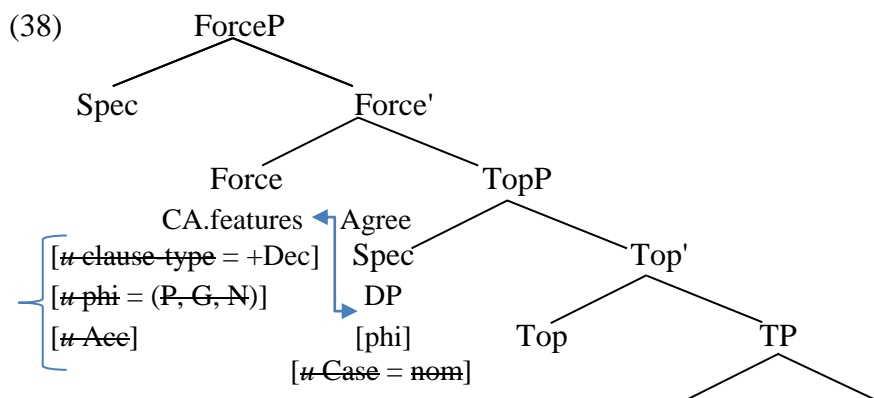 (38) ForceP
Spec Force'
Force TopP
CA.features Agree
[u clause-type = +Dec] Spec Top'
[u phi = (P, G, N)] DP
[u Acc] [phi] Top TP
[u Case = nom]